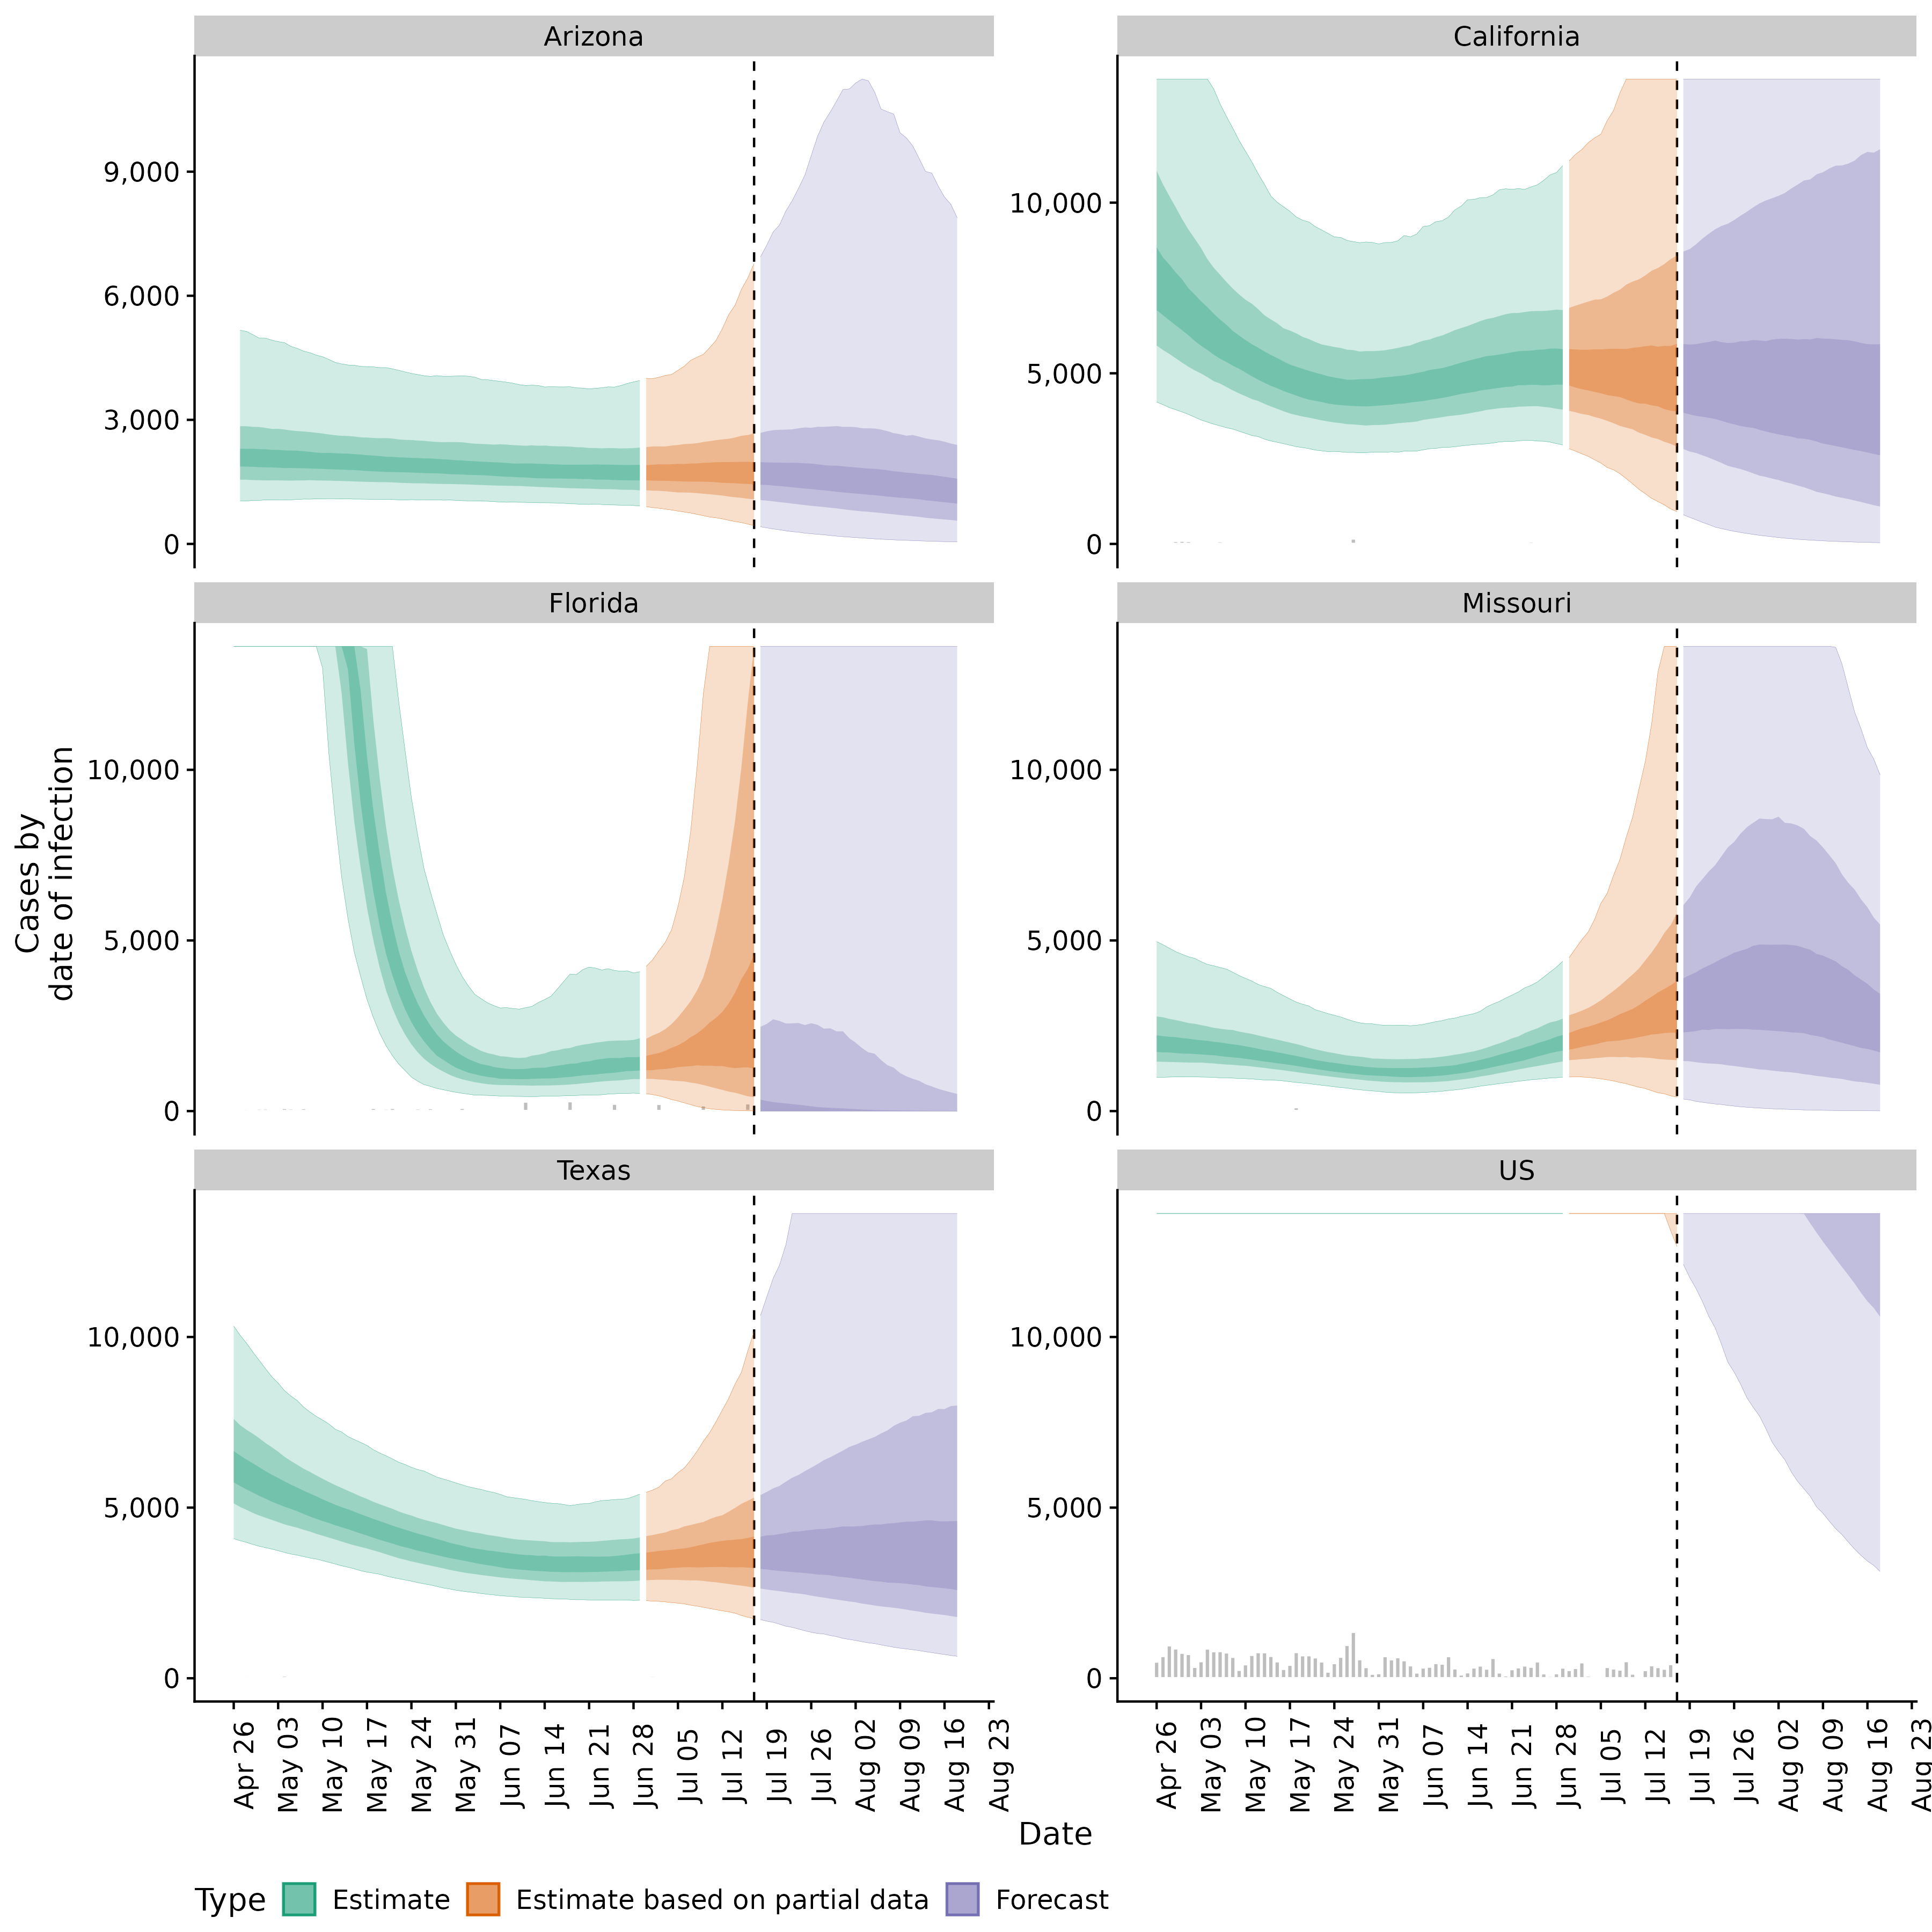 Arizona
California
9,000
6,000
3,000
0
10,000
5,000
0
Florida
Missouri
Cases by
date of infection
10,000
5,000
0
10,000
5,000
0
Texas
US
10,000
5,000
0
10,000
5,000
0
Apr 26
May 03
May 10
May 17
May 24
May 31
Jun 07
Jun 14
Jun 21
Jun 28
Jul 05
Jul 12
Jul 19
Jul 26
Aug 02
Aug 09
Aug 16
Aug 23
Apr 26
May 03
May 10
May 17
May 24
May 31
Jun 07
Jun 14
Jun 21
Jun 28
Jul 05
Jul 12
Jul 19
Jul 26
Aug 02
Aug 09
Aug 16
Aug 23
Date
Type Estimate Estimate based on partial data Forecast